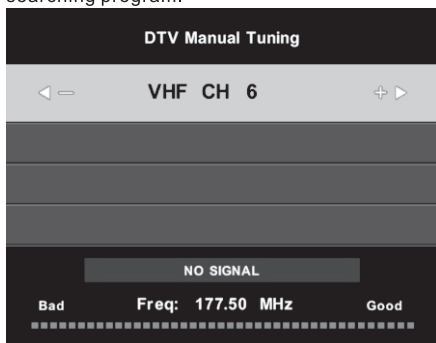 searching program.
DTV Manual Tuning
VHF CH 6
NO SIGNAL
Bad Freq: 177.50 MHz Good